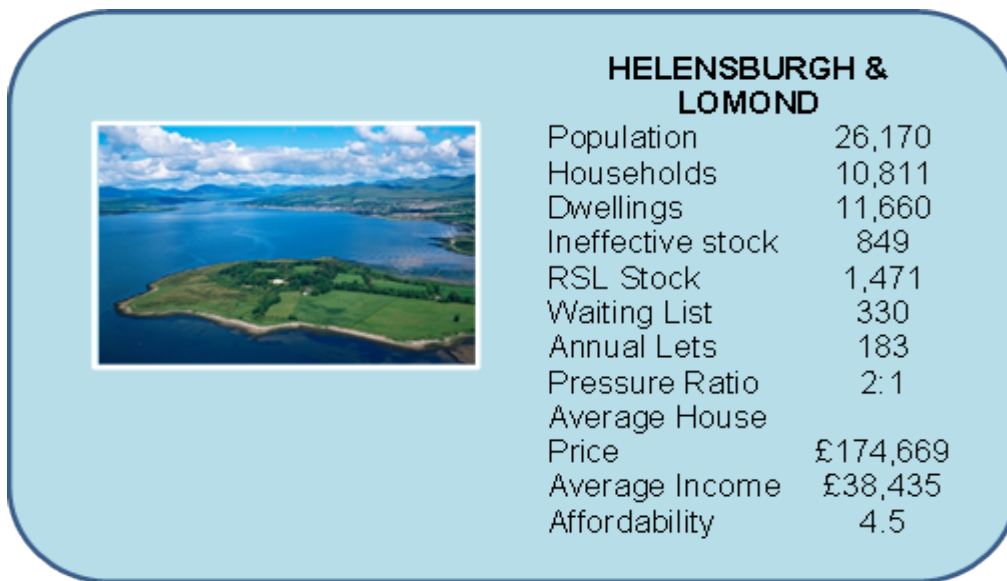 HELENSBURGH &
LOMOND
Population 26,170
Households 10,811
Dwellings 11,660
Ineffective stock 849
RSL Stock 1,471
Waiting List 330
Annual Lets 183
Pressure Ratio 2:1
Average House
Price £174,669
Average Income £38,435
Affordability 4.5